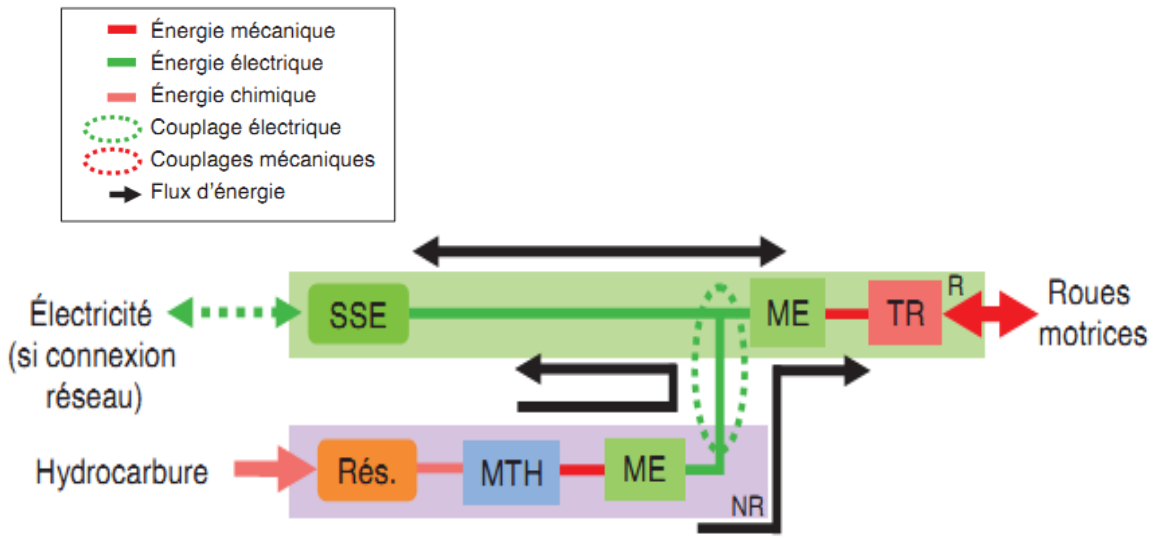 Énergie mécanique
Énergie électrique
Énergie chimique
Couplage électrique
Couplages mécaniques
Flux d'énergie
Électricité
(si connexion
réseau)
SSE
ME
TR
R
Roues
motrices
Hydrocarbure
Rés.
MTH
ME
NR